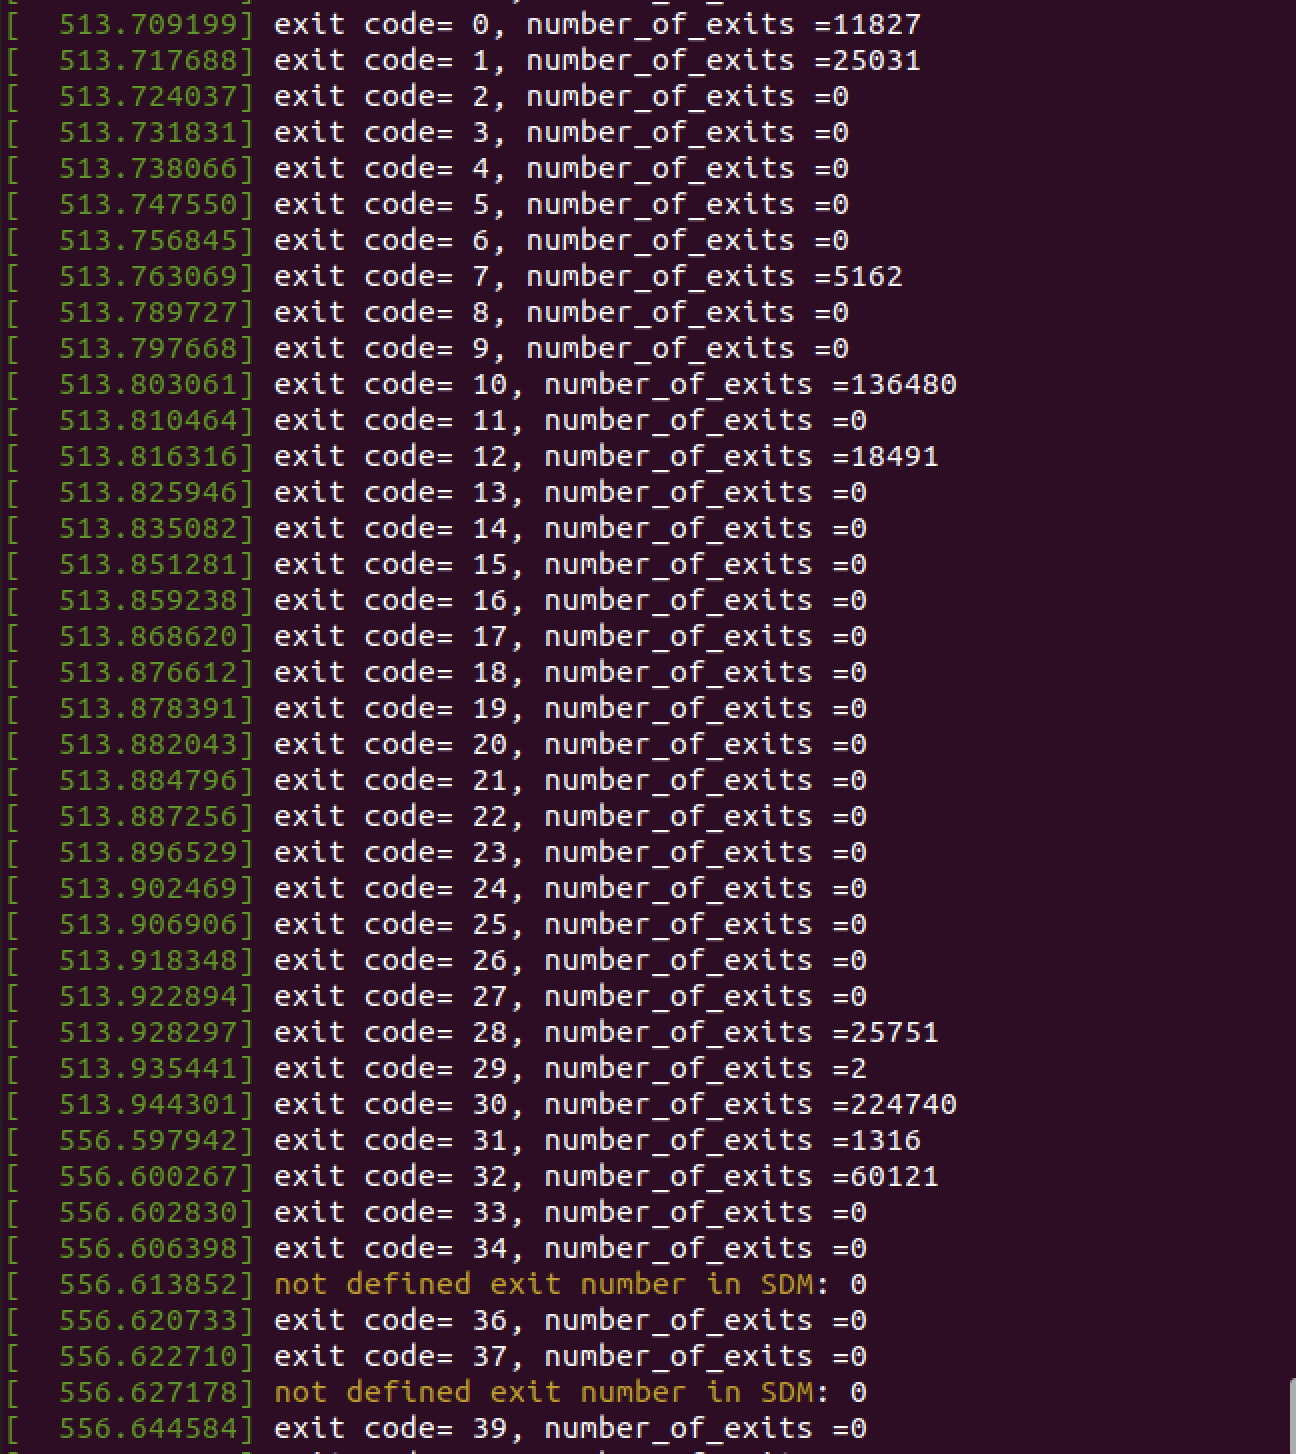 [  513.709199] exit code= 0, number_of_exits =11827
[  513.717688] exit code= 1, number_of_exits =25031
[  513.724037] exit code= 2, number_of_exits =0
[  513.731831] exit code= 3, number_of_exits =0
[  513.738066] exit code= 4, number_of_exits =0
[  513.747550] exit code= 5, number_of_exits =0
[  513.756845] exit code= 6, number_of_exits =0
[  513.763069] exit code= 7, number_of_exits =5162
[  513.789727] exit code= 8, number_of_exits =0
[  513.797668] exit code= 9, number_of_exits =0
[  513.803061] exit code= 10, number_of_exits =136480
[  513.810464] exit code= 11, number_of_exits =0
[  513.816316] exit code= 12, number_of_exits =18491
[  513.825946] exit code= 13, number_of_exits =0
[  513.835082] exit code= 14, number_of_exits =0
[  513.851281] exit code= 15, number_of_exits =0
[  513.859238] exit code= 16, number_of_exits =0
[  513.868620] exit code= 17, number_of_exits =0
[  513.876612] exit code= 18, number_of_exits =0
[  513.878391] exit code= 19, number_of_exits =0
[  513.882043] exit code= 20, number_of_exits =0
[  513.884796] exit code= 21, number_of_exits =0
[  513.887256] exit code= 22, number_of_exits =0
[  513.896529] exit code= 23, number_of_exits =0
[  513.902469] exit code= 24, number_of_exits =0
[  513.906906] exit code= 25, number_of_exits =0
[  513.918348] exit code= 26, number_of_exits =0
[  513.922894] exit code= 27, number_of_exits =0
[  513.928297] exit code= 28, number_of_exits =25751
[  513.935441] exit code= 29, number_of_exits =2
[  513.944301] exit code= 30, number_of_exits =224740
[  556.597942] exit code= 31, number_of_exits =1316
[  556.600267] exit code= 32, number_of_exits =60121
[  556.602830] exit code= 33, number_of_exits =0
[  556.606398] exit code= 34, number_of_exits =0
[  556.613852] not defined exit number in SDM: 0
[  556.620733] exit code= 36, number_of_exits =0
[  556.622710] exit code= 37, number_of_exits =0
[  556.627178] not defined exit number in SDM: 0
[  556.644584] exit code= 39, number_of_exits =0